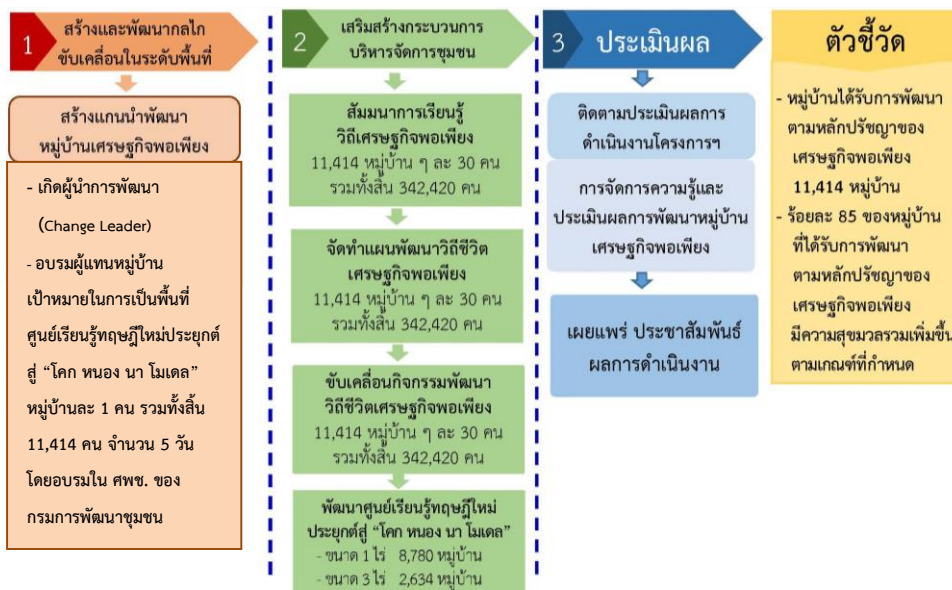 1
สร้างและพัฒนากลไก
ขับเคลื่อนในระดับพื้นที่
สร้างแกนนำพัฒนา
หมู่บ้านเศรษฐกิจพอเพียง
- เกิดผู้นำการพัฒนา
(Change Leader)
- อบรมผู้แทนหมู่บ้าน
เป้าหมายในการเป็นพื้นที่
ศูนย์เรียนรู้ทฤษฎีใหม่ประยุกต์
สู่ “โคก หนอง นา โมเดล”
หมู่บ้านละ 1 คน รวมทั้งสิ้น
11,414 คน จำนวน 5 วัน
โดยอบรมใน ศพช. ของ
กรมการพัฒนาชุมชน
2
เสริมสร้างกระบวนการ
บริหารจัดการชุมชน
สัมมนาการเรียนรู้
วิถีเศรษฐกิจพอเพียง
11,414 หมู่บ้าน ๆ ละ 30 คน
รวมทั้งสิ้น 342,420 คน
จัดทำแผนพัฒนาวิถีชีวิต
เศรษฐกิจพอเพียง
11,414 หมู่บ้าน ๆ ละ 30 คน
รวมทั้งสิ้น 342,420 คน
ขับเคลื่อนกิจกรรมพัฒนา
วิถีชีวิตเศรษฐกิจพอเพียง
11,414 หมู่บ้าน ๆ ละ 30 คน
รวมทั้งสิ้น 342,420 คน
พัฒนาศูนย์เรียนรู้ทฤษฎีใหม่
ประยุกต์สู่ “โคก หนอง นา โมเดล”
- ขนาด 1 ไร่ 8,780 หมู่บ้าน
- ขนาด 3 ไร่ 2,634 หมู่บ้าน
3
ประเมินผล
ติดตามประเมินผลการ
ดำเนินงานโครงการฯ
การจัดการความรู้และ
ประเมินผลการพัฒนาหมู่บ้าน
เศรษฐกิจพอเพียง
เผยแพร่ ประชาสัมพันธ์
ผลการดำเนินงาน
ตัวชี้วัด
- หมู่บ้านได้รับการพัฒนา
ตามหลักปรัชญาของ
เศรษฐกิจพอเพียง
11,414 หมู่บ้าน
- ร้อยละ 85 ของหมู่บ้าน
ที่ได้รับการพัฒนา
ตามหลักปรัชญาของ
เศรษฐกิจพอเพียง
มีความสุขมวลรวมเพิ่มขึ้น
ตามเกณฑ์ที่กำหนด